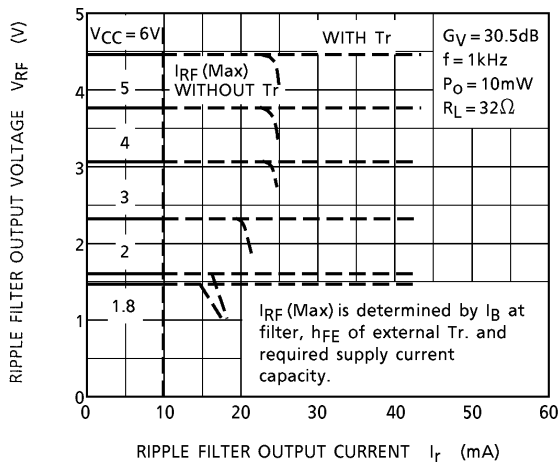 RIPPLE FILTER OUTPUT VOLTAGE VRF (V)
5
4
3
2
1
0
VCC = 6V
5
4
3
2
1.8
IRF (Max)
WITHOUT Tr
WITH Tr
GV = 30.5dB
f = 1kHz
PO = 10mW
RL = 32Ω
IRF (Max) is determined by IB at
filter, hFE of external Tr. and
required supply current
capacity.
0 10 20 30 40 50 60
RIPPLE FILTER OUTPUT CURRENT Ir (mA)